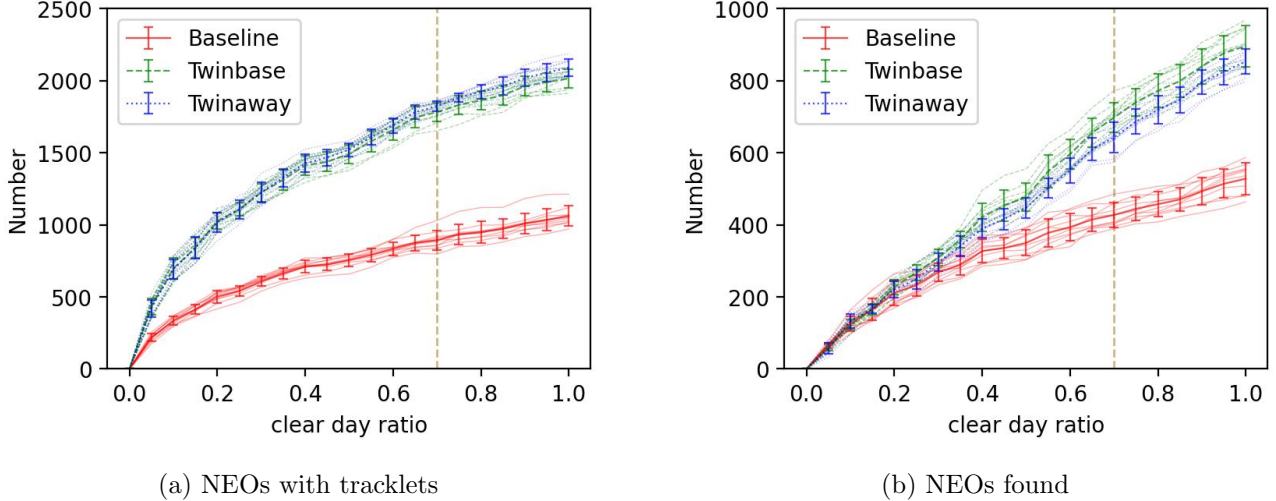 2500
2000
1500
1000
500
0
Number
Baseline
Twinbase
Twinaway
0.0 0.2 0.4 0.6 0.8 1.0
clear day ratio
(a) NEOs with tracklets
1000
800
600
400
200
0
Number
Baseline
Twinbase
Twinaway
0.0 0.2 0.4 0.6 0.8 1.0
clear day ratio
(b) NEOs found